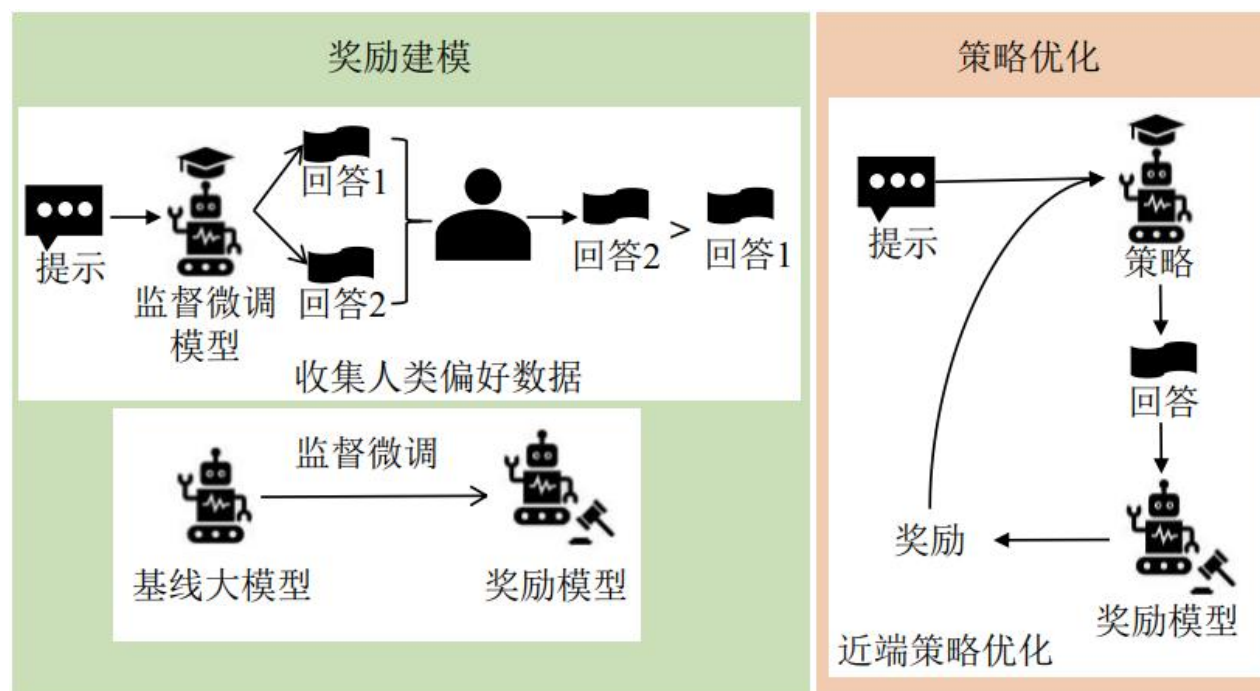 奖励建模
提示
监督微调
模型
回答1
回答2
回答2
>
回答1
收集人类偏好数据
监督微调
基线大模型
奖励模型
策略优化
提示
策略
回答
奖励
奖励模型
近端策略优化